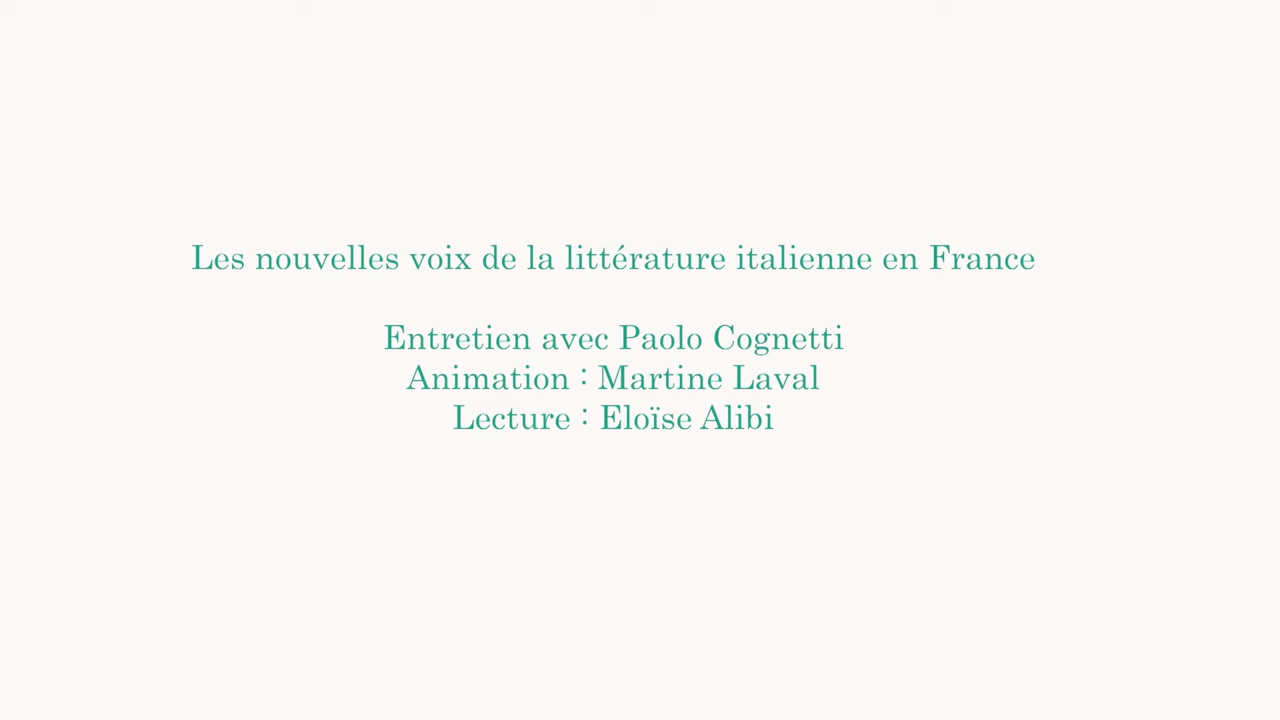 Les nouvelles voix de la littérature italienne en France
Entretien avec Paolo Cognetti
Animation : Martine Laval
Lecture : Eloïse Alibi